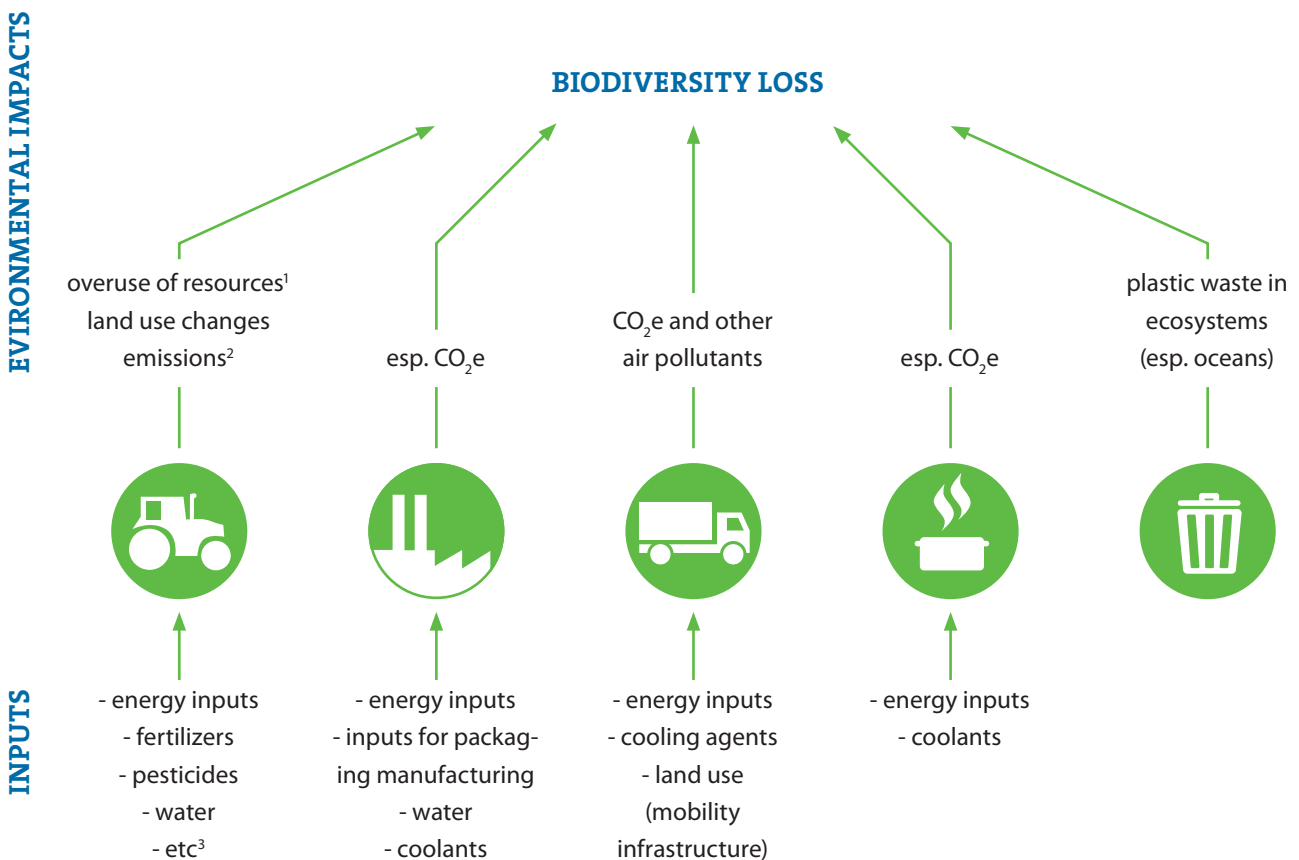 EVIRONMENTAL IMPACTS
BIODIVERSITY LOSS
overuse of resources¹
land use changes
emissions²
esp. CO₂e
CO₂e and other
air pollutants
esp. CO₂e
plastic waste in
ecosystems
(esp. oceans)
INPUTS
- energy inputs
- fertilizers
- pesticides
- water
- etc³
- energy inputs
- inputs for packag-
ing manufacturing
- water
- coolants
- energy inputs
- cooling agents
- land use
(mobility
infrastructure)
- energy inputs
- coolants